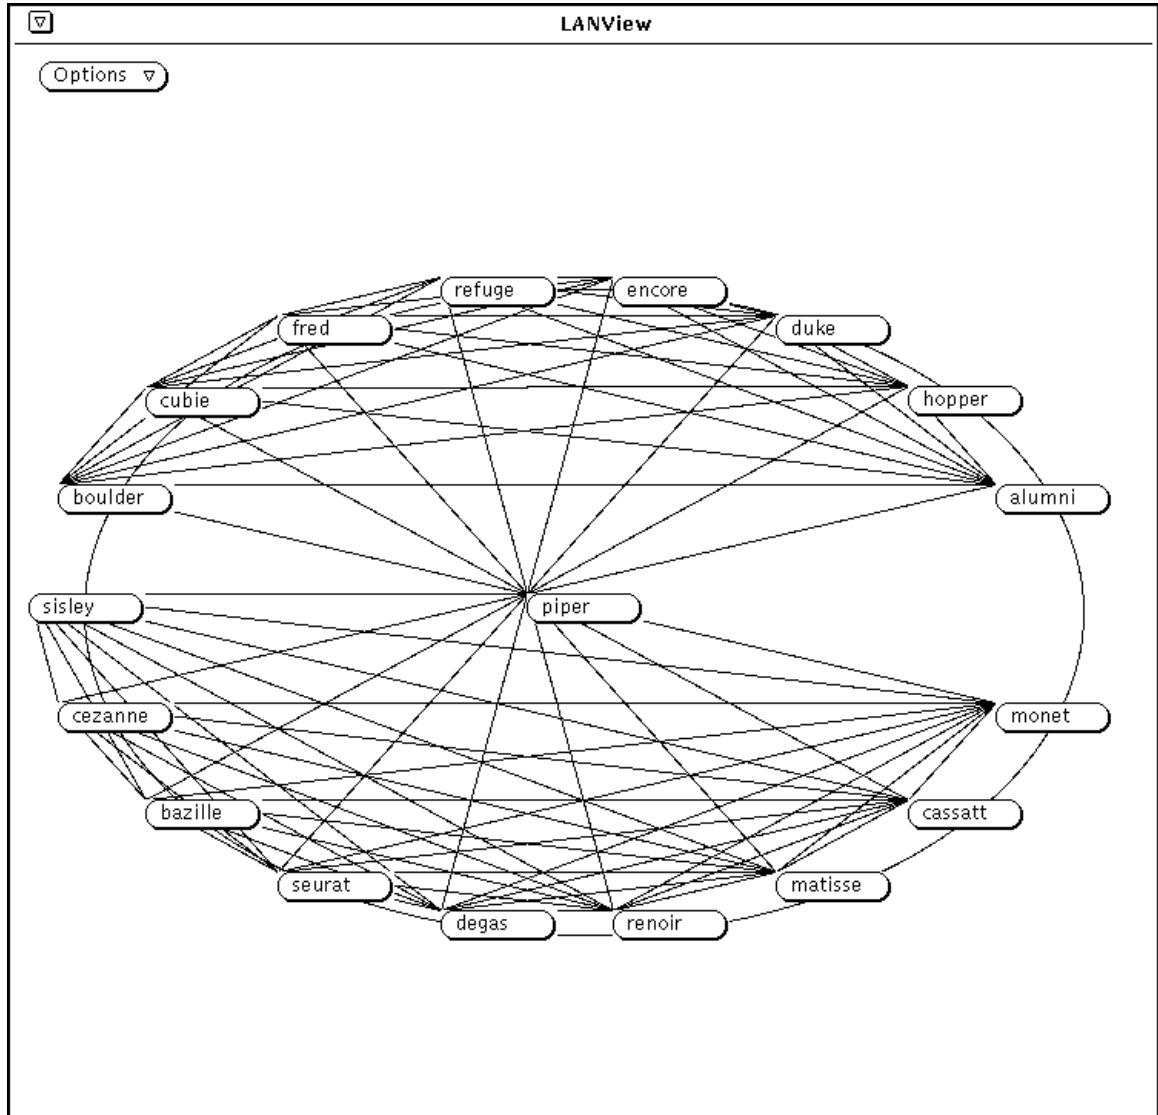 LANView
Options
refuge
encore
fred
duke
cubie
hopper
boulder
alumni
sisley
piper
cezanne
monet
bazille
cassatt
seurat
matisse
degas
renoir